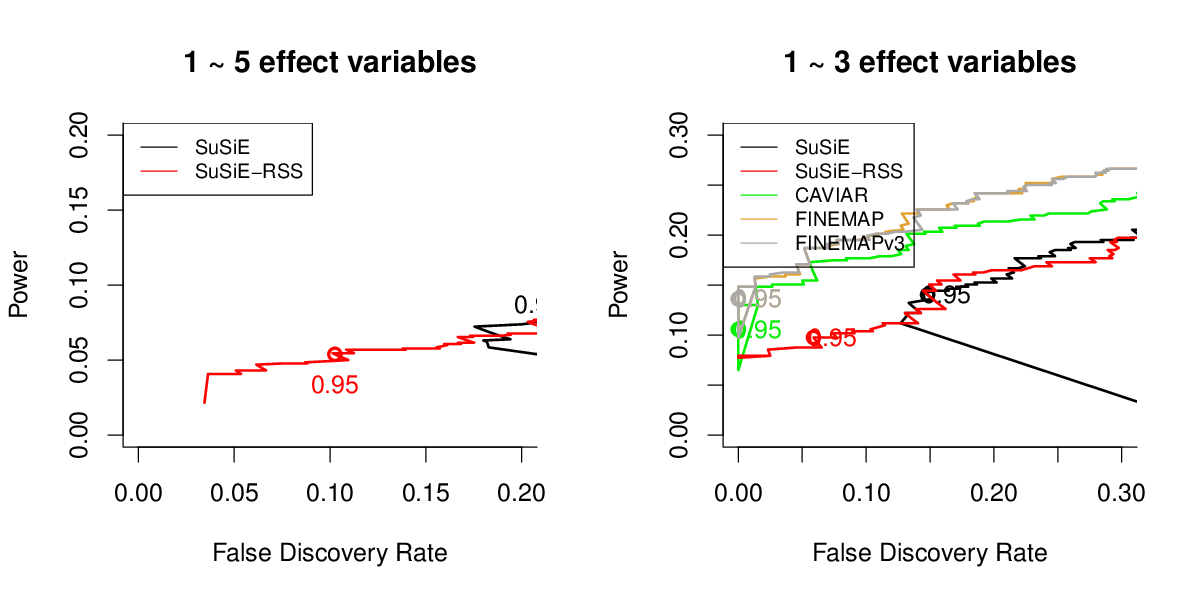 1 ~ 5 effect variables
SuSiE
SuSiE−RSS
Power
0.00 0.05 0.10 0.15 0.20
0.95
0.00 0.05 0.10 0.15 0.20
False Discovery Rate
1 ~ 3 effect variables
SuSiE
SuSiE−RSS
CAVIAR
FINEMAP
FINEMAPv3
Power
0.00 0.10 0.20 0.30
0.95
0.95
0.95
0.95
0.00 0.10 0.20 0.30
False Discovery Rate